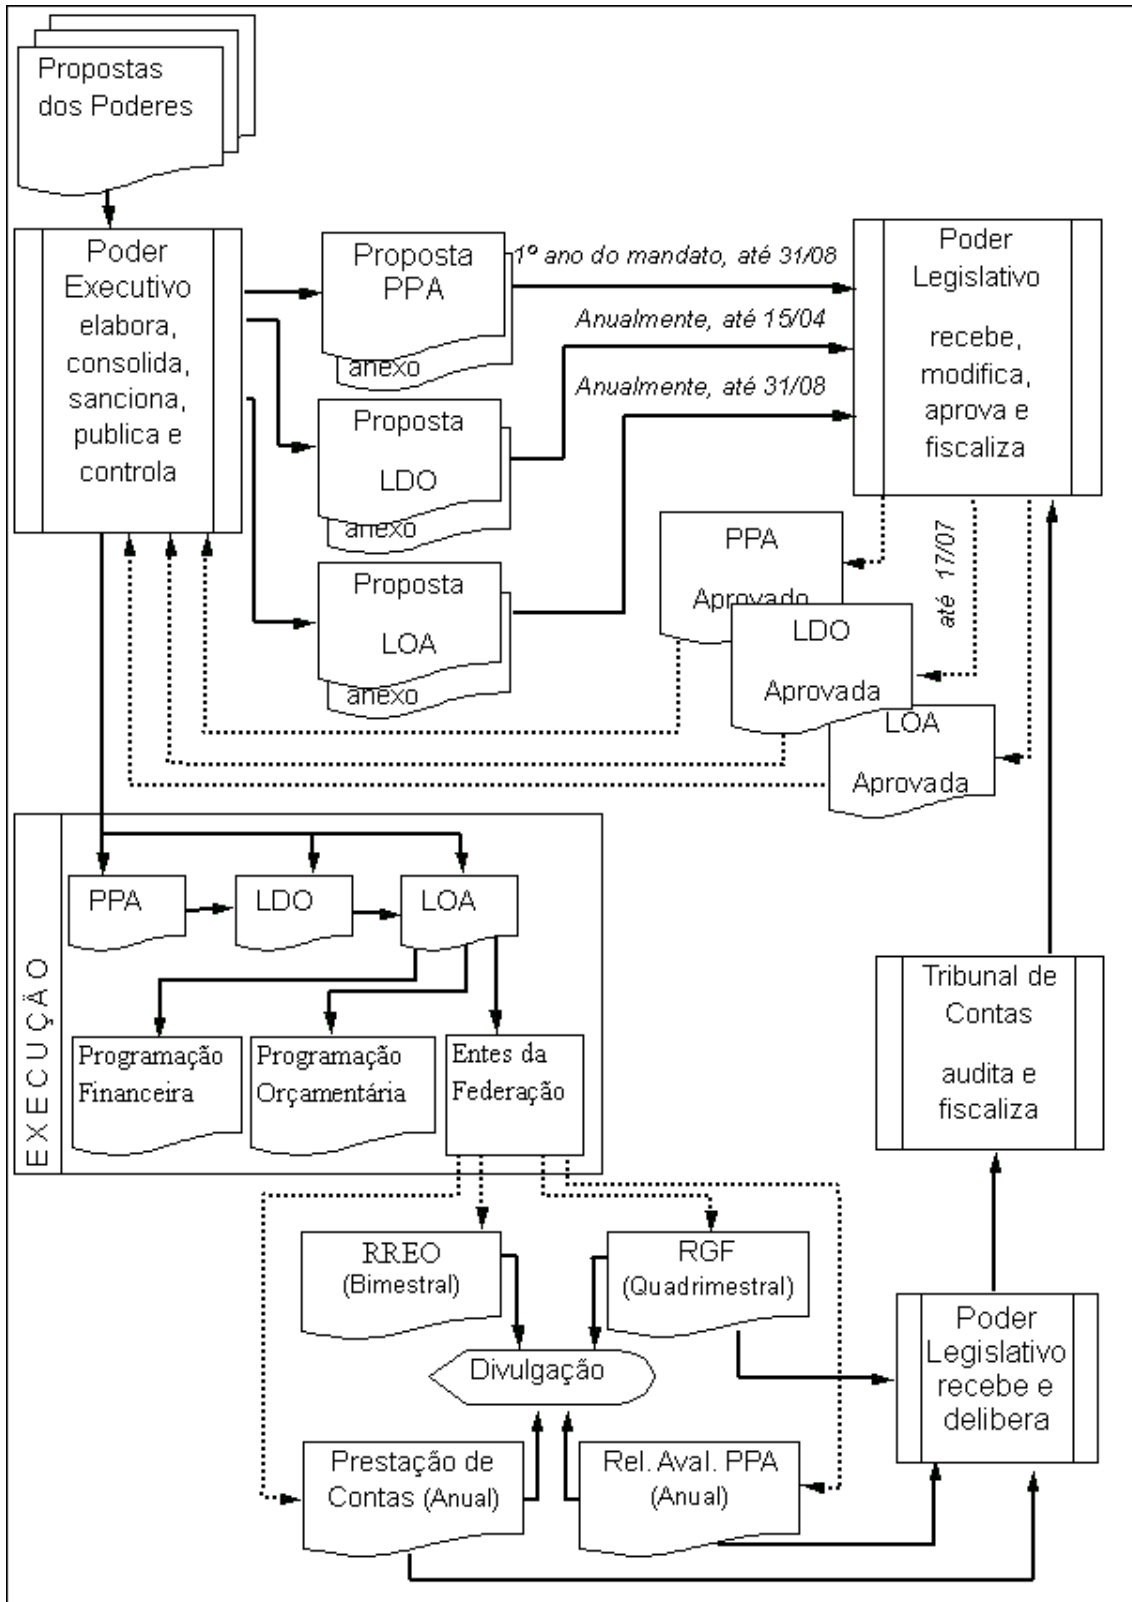 Propostas
dos Poderes
Poder
Executivo
elabora,
consolida,
sanciona,
publica e
controla
Proposta
PPA
anexo
1º ano do mandato, até 31/08
Anualmente, até 15/04
Anualmente, até 31/08
Poder
Legislativo
recebe,
modifica,
aprova e
fiscaliza
Proposta
LDO
anexo
Proposta
LOA
anexo
PPA
Aprovado
até 17/07
LDO
Aprovada
LOA
Aprovada
EXECUÇÃO
PPA
LDO
LOA
Programação
Financeira
Programação
Orçamentária
Entes da
Federação
Tribunal de
Contas
audita e
fiscaliza
RREO
(Bimestral)
RGF
(Quadrimestral)
Divulgação
Poder
Legislativo
recebe e
delibera
Prestação de
Contas (Anual)
Rel. Aval. PPA
(Anual)